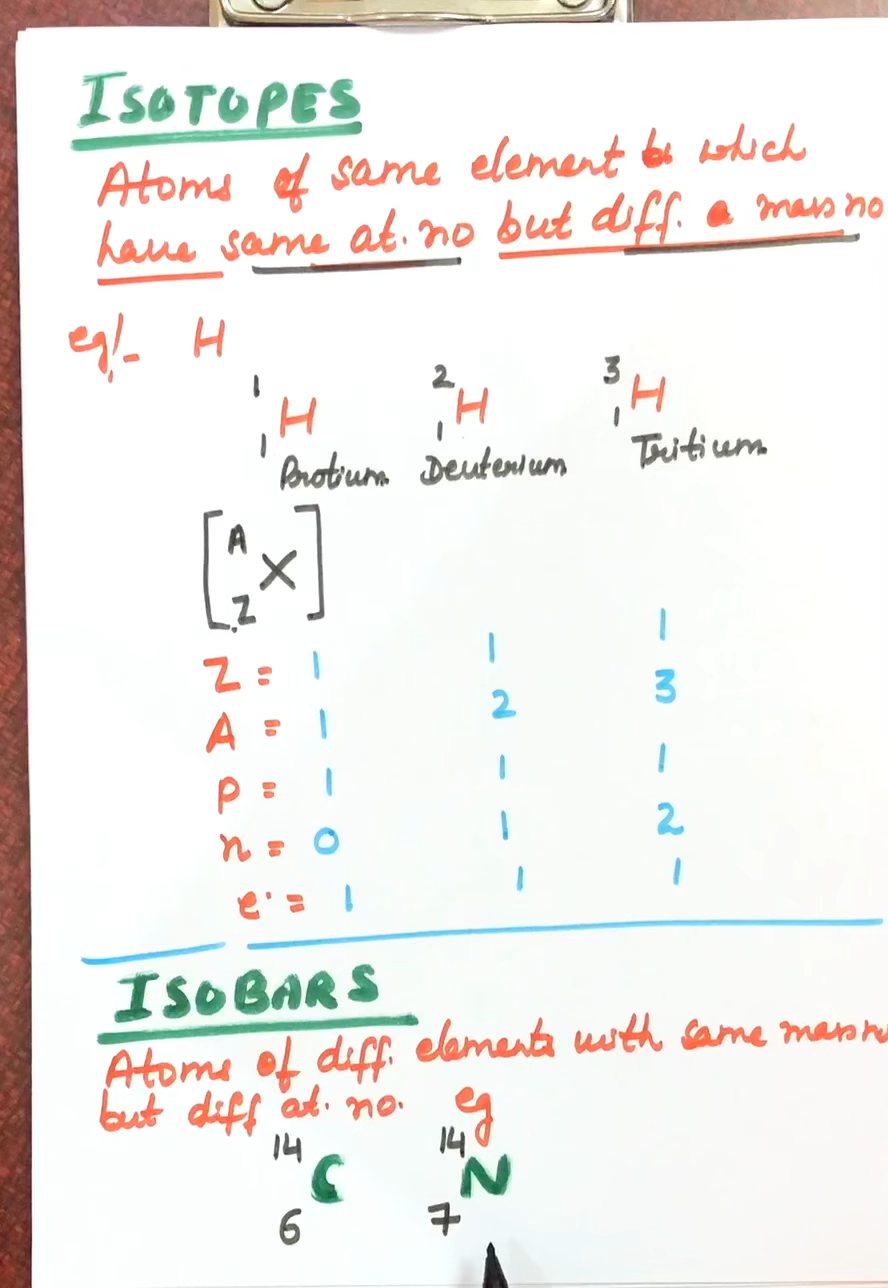 ISOTOPES
Atoms of same element which
have same at. no but diff. mass no
eg:- H
1 1 H 2 1 H 3 1 H
Protium Deuterium Tritium
[A Z X]
Z = 1 1 1
A = 1 2 3
P = 1 1 1
n = 0 1 2
e⁻ = 1 1 1
ISOBARS
Atoms of diff. elements with same mass n
but diff at. no. eg
14 6 C 14 7 N